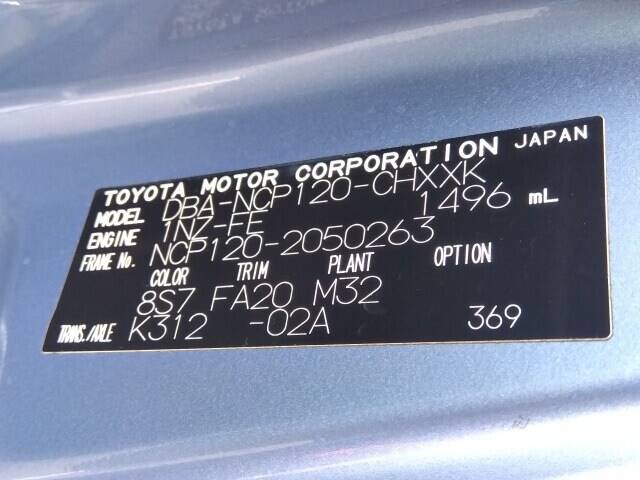 TOYOTA MOTOR CORPORATION JAPAN
MODEL DBA-NCP120-CHXXK
ENGINE 1NZ-FE 1496 mL
FRAME No. NCP120-2050263
COLOR TRIM PLANT OPTION
8S7 FA20 M32
TRANS./AXLE K312 -02A 369